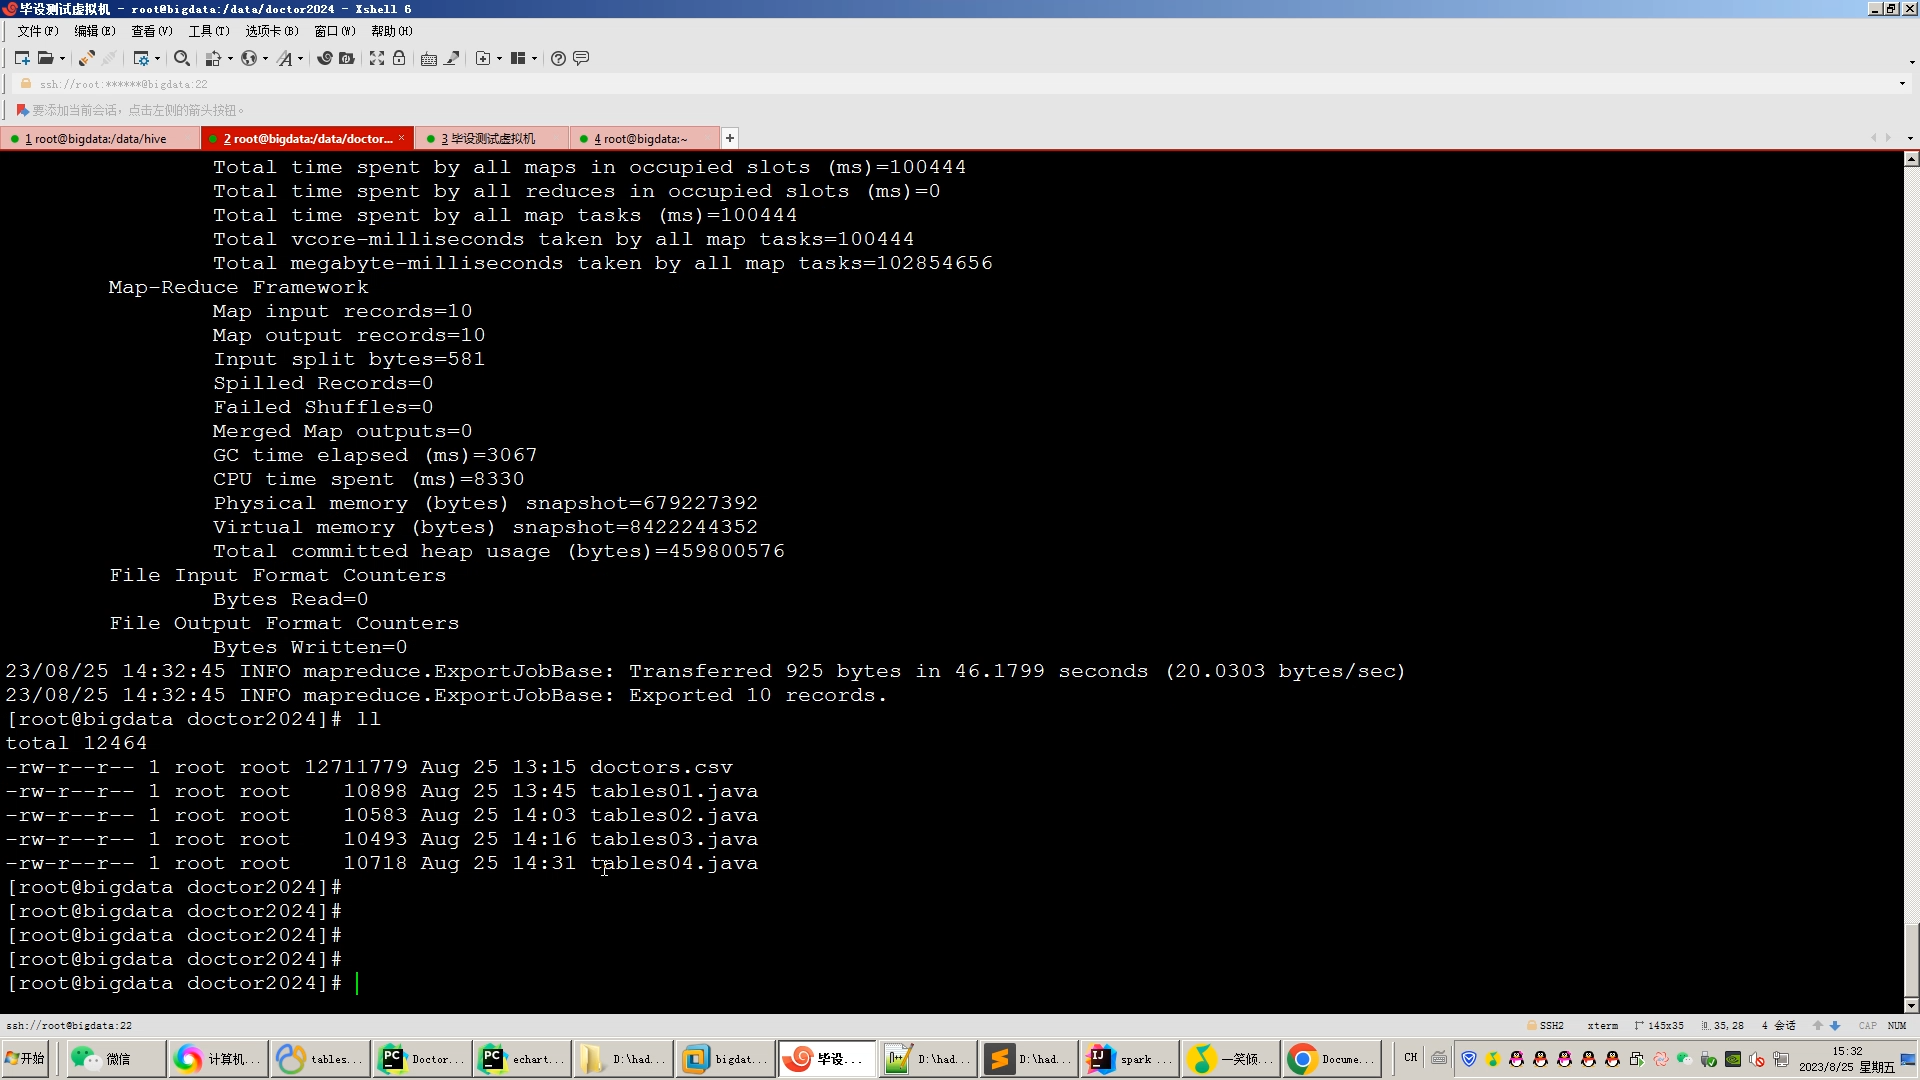 毕设测试虚拟机 - root@bigdata:/data/doctor2024 - Xshell 6
文件(F) 编辑(E) 查看(V) 工具(T) 选项卡(B) 窗口(W) 帮助(H)
ssh://root:******@bigdata:22
要添加当前会话，点击左侧的箭头按钮。
1 root@bigdata:/data/hive 2 root@bigdata:/data/doctor... × 3 毕设测试虚拟机 4 root@bigdata:~ +
Total time spent by all maps in occupied slots (ms)=100444
Total time spent by all reduces in occupied slots (ms)=0
Total time spent by all map tasks (ms)=100444
Total vcore-milliseconds taken by all map tasks=100444
Total megabyte-milliseconds taken by all map tasks=102854656
Map-Reduce Framework
Map input records=10
Map output records=10
Input split bytes=581
Spilled Records=0
Failed Shuffles=0
Merged Map outputs=0
GC time elapsed (ms)=3067
CPU time spent (ms)=8330
Physical memory (bytes) snapshot=679227392
Virtual memory (bytes) snapshot=8422244352
Total committed heap usage (bytes)=459800576
File Input Format Counters
Bytes Read=0
File Output Format Counters
Bytes Written=0
23/08/25 14:32:45 INFO mapreduce.ExportJobBase: Transferred 925 bytes in 46.1799 seconds (20.0303 bytes/sec)
23/08/25 14:32:45 INFO mapreduce.ExportJobBase: Exported 10 records.
[root@bigdata doctor2024]# ll
total 12464
-rw-r--r-- 1 root root 12711779 Aug 25 13:15 doctors.csv
-rw-r--r-- 1 root root    10898 Aug 25 13:45 tables01.java
-rw-r--r-- 1 root root    10583 Aug 25 14:03 tables02.java
-rw-r--r-- 1 root root    10493 Aug 25 14:16 tables03.java
-rw-r--r-- 1 root root    10718 Aug 25 14:31 tables04.java
[root@bigdata doctor2024]#
[root@bigdata doctor2024]#
[root@bigdata doctor2024]#
[root@bigdata doctor2024]#
[root@bigdata doctor2024]#
ssh://root@bigdata:22 SSH2 xterm 145x35 35,28 4 会话 CAP NUM
开始 微信 计算机... tables... Doctor... echart... D:\had... bigdat... 毕设... D:\had... D:\had... spark ... 一笑倾... Docume... CH 15:32
2023/8/25 星期五